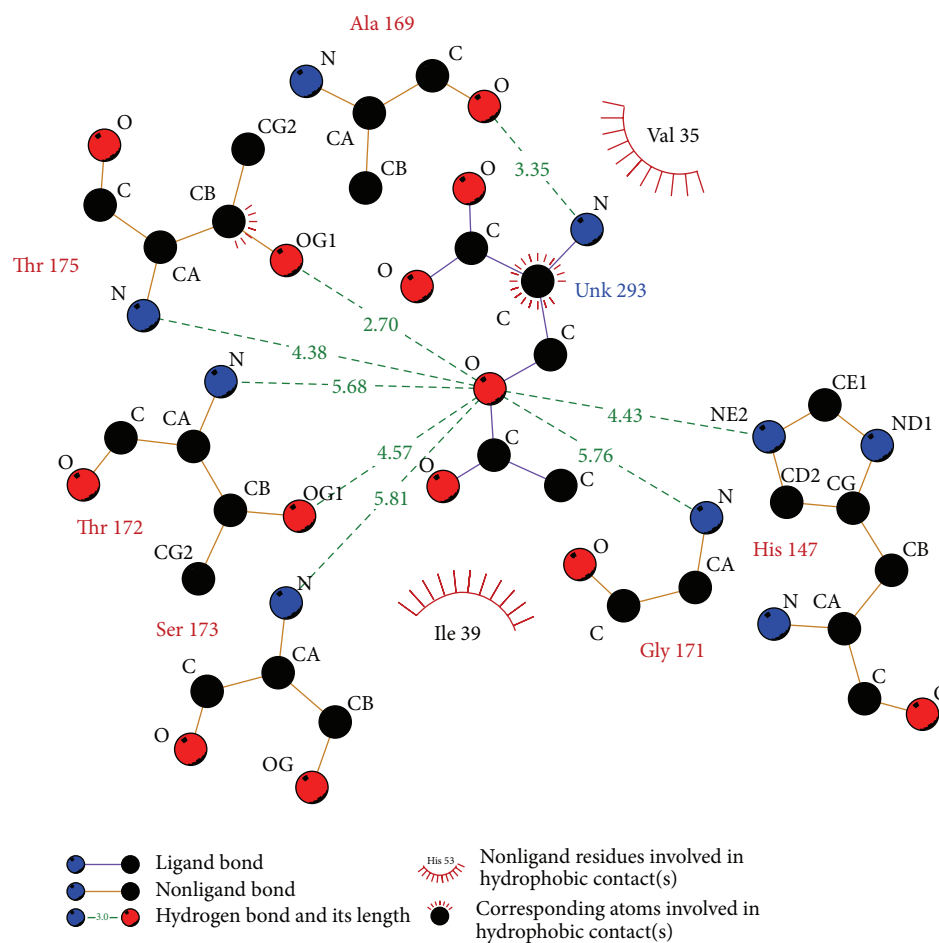 Ala 169
N
C
O
CA
CB
CG2
O
C
CB
OG1
CA
N
Thr 175
Val 35
3.35
O
C
O
N
C
Unk 293
C
O
2.70
4.38
5.68
4.57
5.81
4.43
5.76
N
CA
C
O
CB
OG1
CG2
Thr 172
C
O
C
CE1
NE2
ND1
CD2
CG
His 147
CB
CA
N
C
N
CA
O
C
Gly 171
Ile 39
N
Ser 173
CA
C
CB
O
OG
Ligand bond
Nonligand bond
3.0
Hydrogen bond and its length
His 53
Nonligand residues involved in
hydrophobic contact(s)
Corresponding atoms involved in
hydrophobic contact(s)